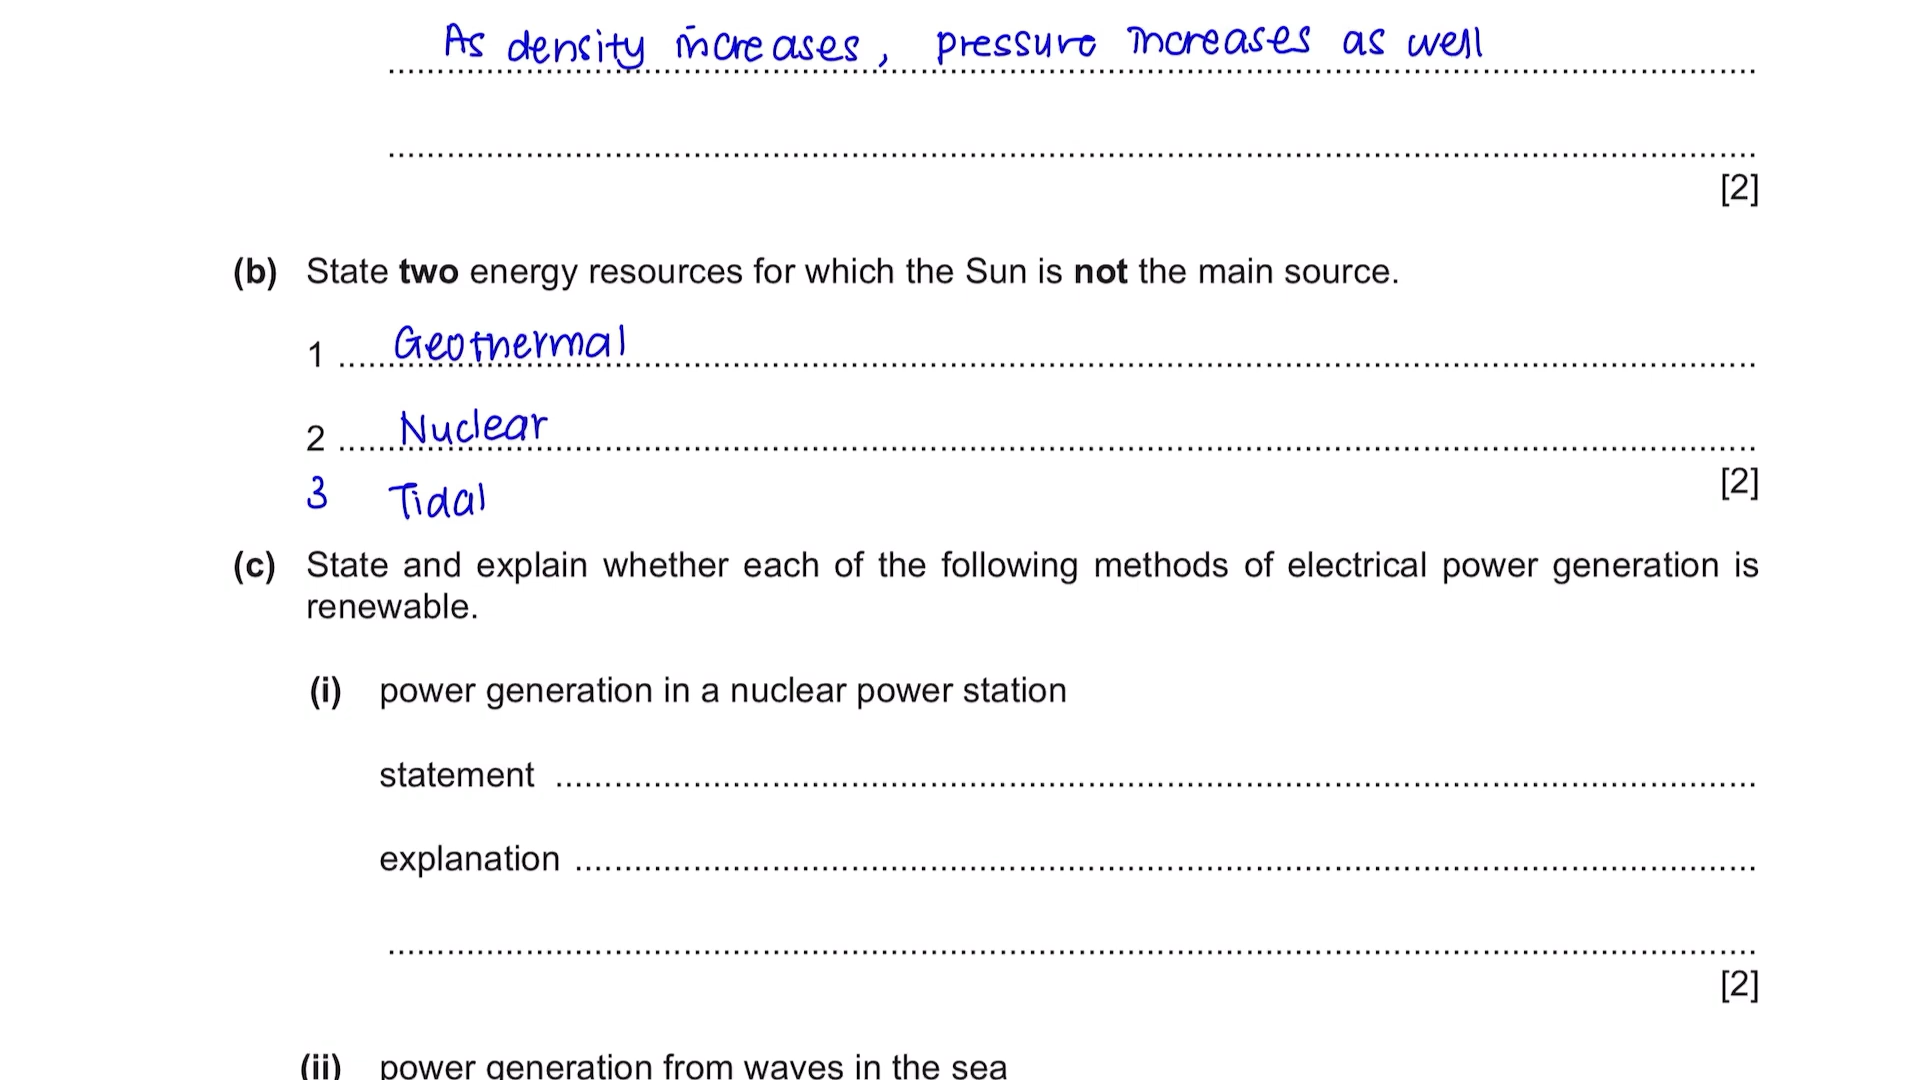 As density increases, pressure increases as well
[2]
(b) State two energy resources for which the Sun is not the main source.
1 Geothermal
2 Nuclear
[2]
3 Tidal
(c) State and explain whether each of the following methods of electrical power generation is
renewable.
(i) power generation in a nuclear power station
statement
explanation
[2]
(ii) power generation from waves in the sea